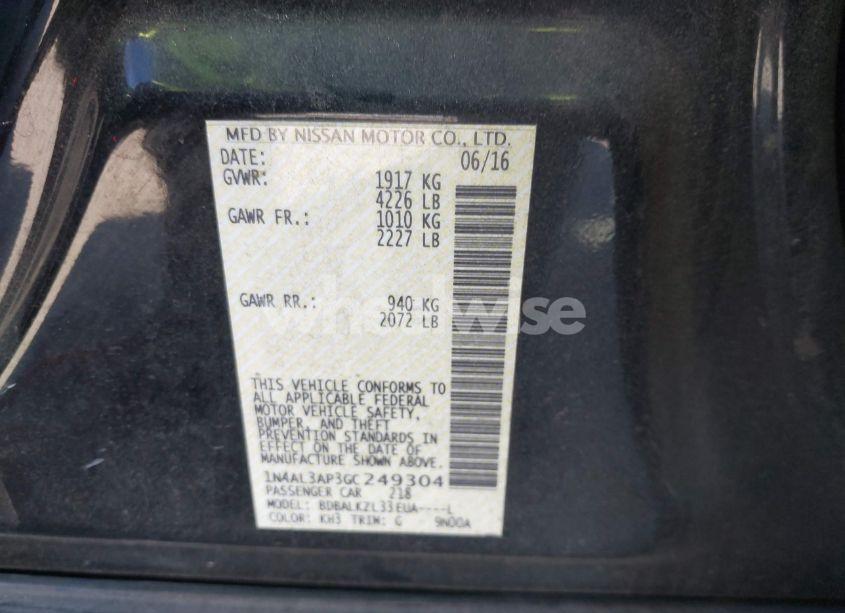 MFD BY NISSAN MOTOR CO., LTD.
DATE: 06/16
GVWR: 1917 KG
4226 LB
GAWR FR.: 1010 KG
2227 LB
GAWR RR.: 940 KG
2072 LB
wheelwise
THIS VEHICLE CONFORMS TO
ALL APPLICABLE FEDERAL
MOTOR VEHICLE SAFETY,
BUMPER, AND THEFT
PREVENTION STANDARDS IN
EFFECT ON THE DATE OF
MANUFACTURE SHOWN ABOVE.
1N4AL3AP3GC249304
PASSENGER CAR 218
MODEL: BDBALKZL33EUA----L
COLOR: KH3 TRIM: G 9N00A